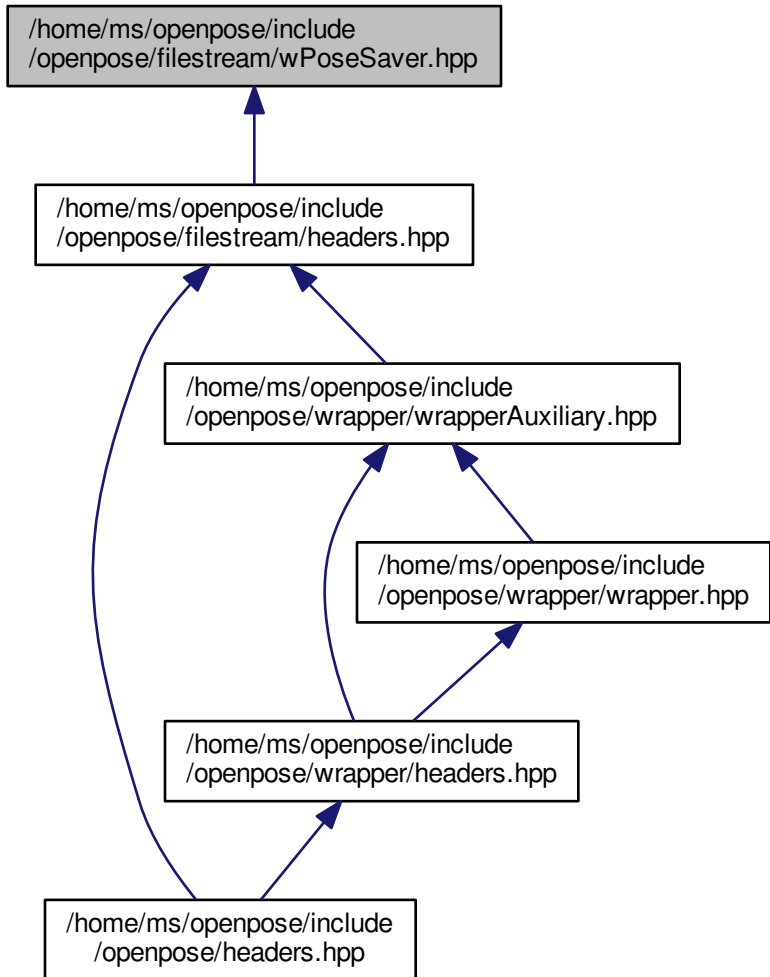 /home/ms/openpose/include
/openpose/filestream/wPoseSaver.hpp
/home/ms/openpose/include
/openpose/filestream/headers.hpp
/home/ms/openpose/include
/openpose/wrapper/wrapperAuxiliary.hpp
/home/ms/openpose/include
/openpose/wrapper/wrapper.hpp
/home/ms/openpose/include
/openpose/wrapper/headers.hpp
/home/ms/openpose/include
/openpose/headers.hpp